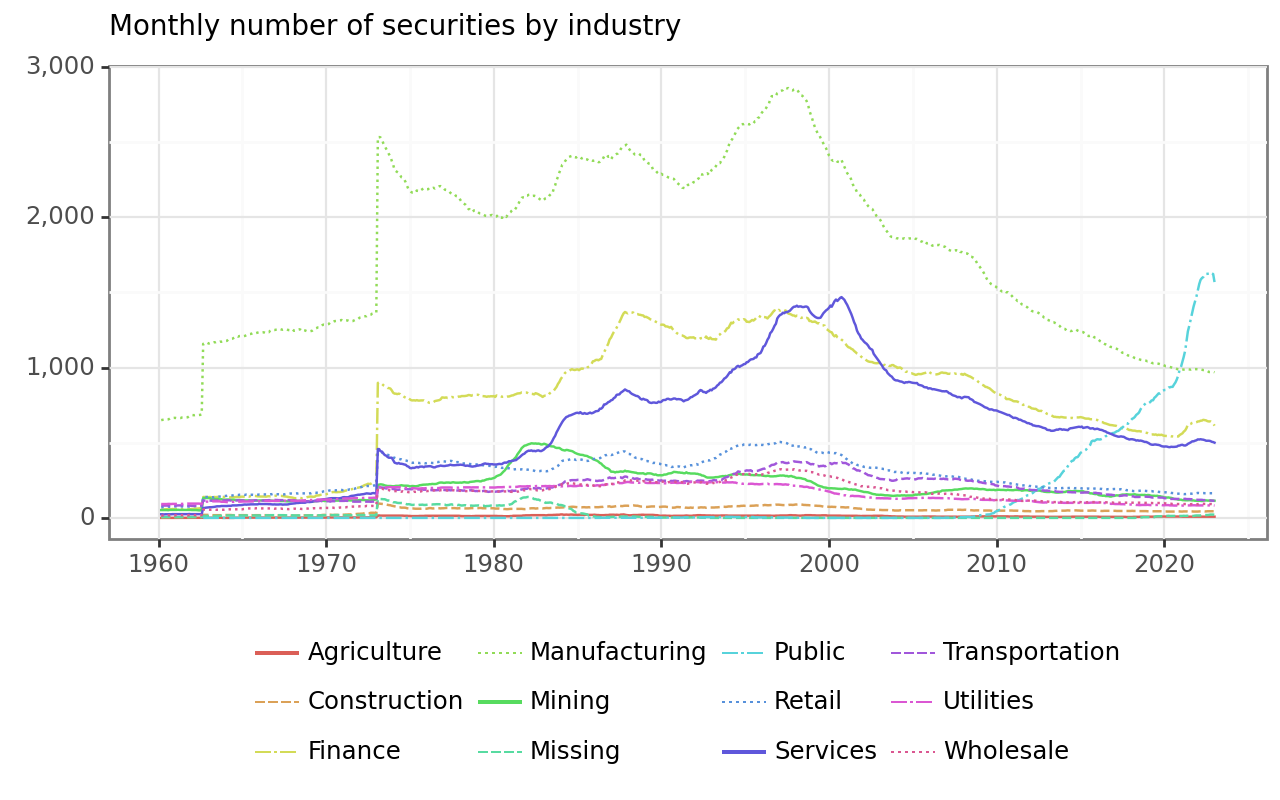 Monthly number of securities by industry
3,000
2,000
1,000
0
1960 1970 1980 1990 2000 2010 2020
Agriculture Manufacturing Public Transportation
Construction Mining Retail Utilities
Finance Missing Services Wholesale